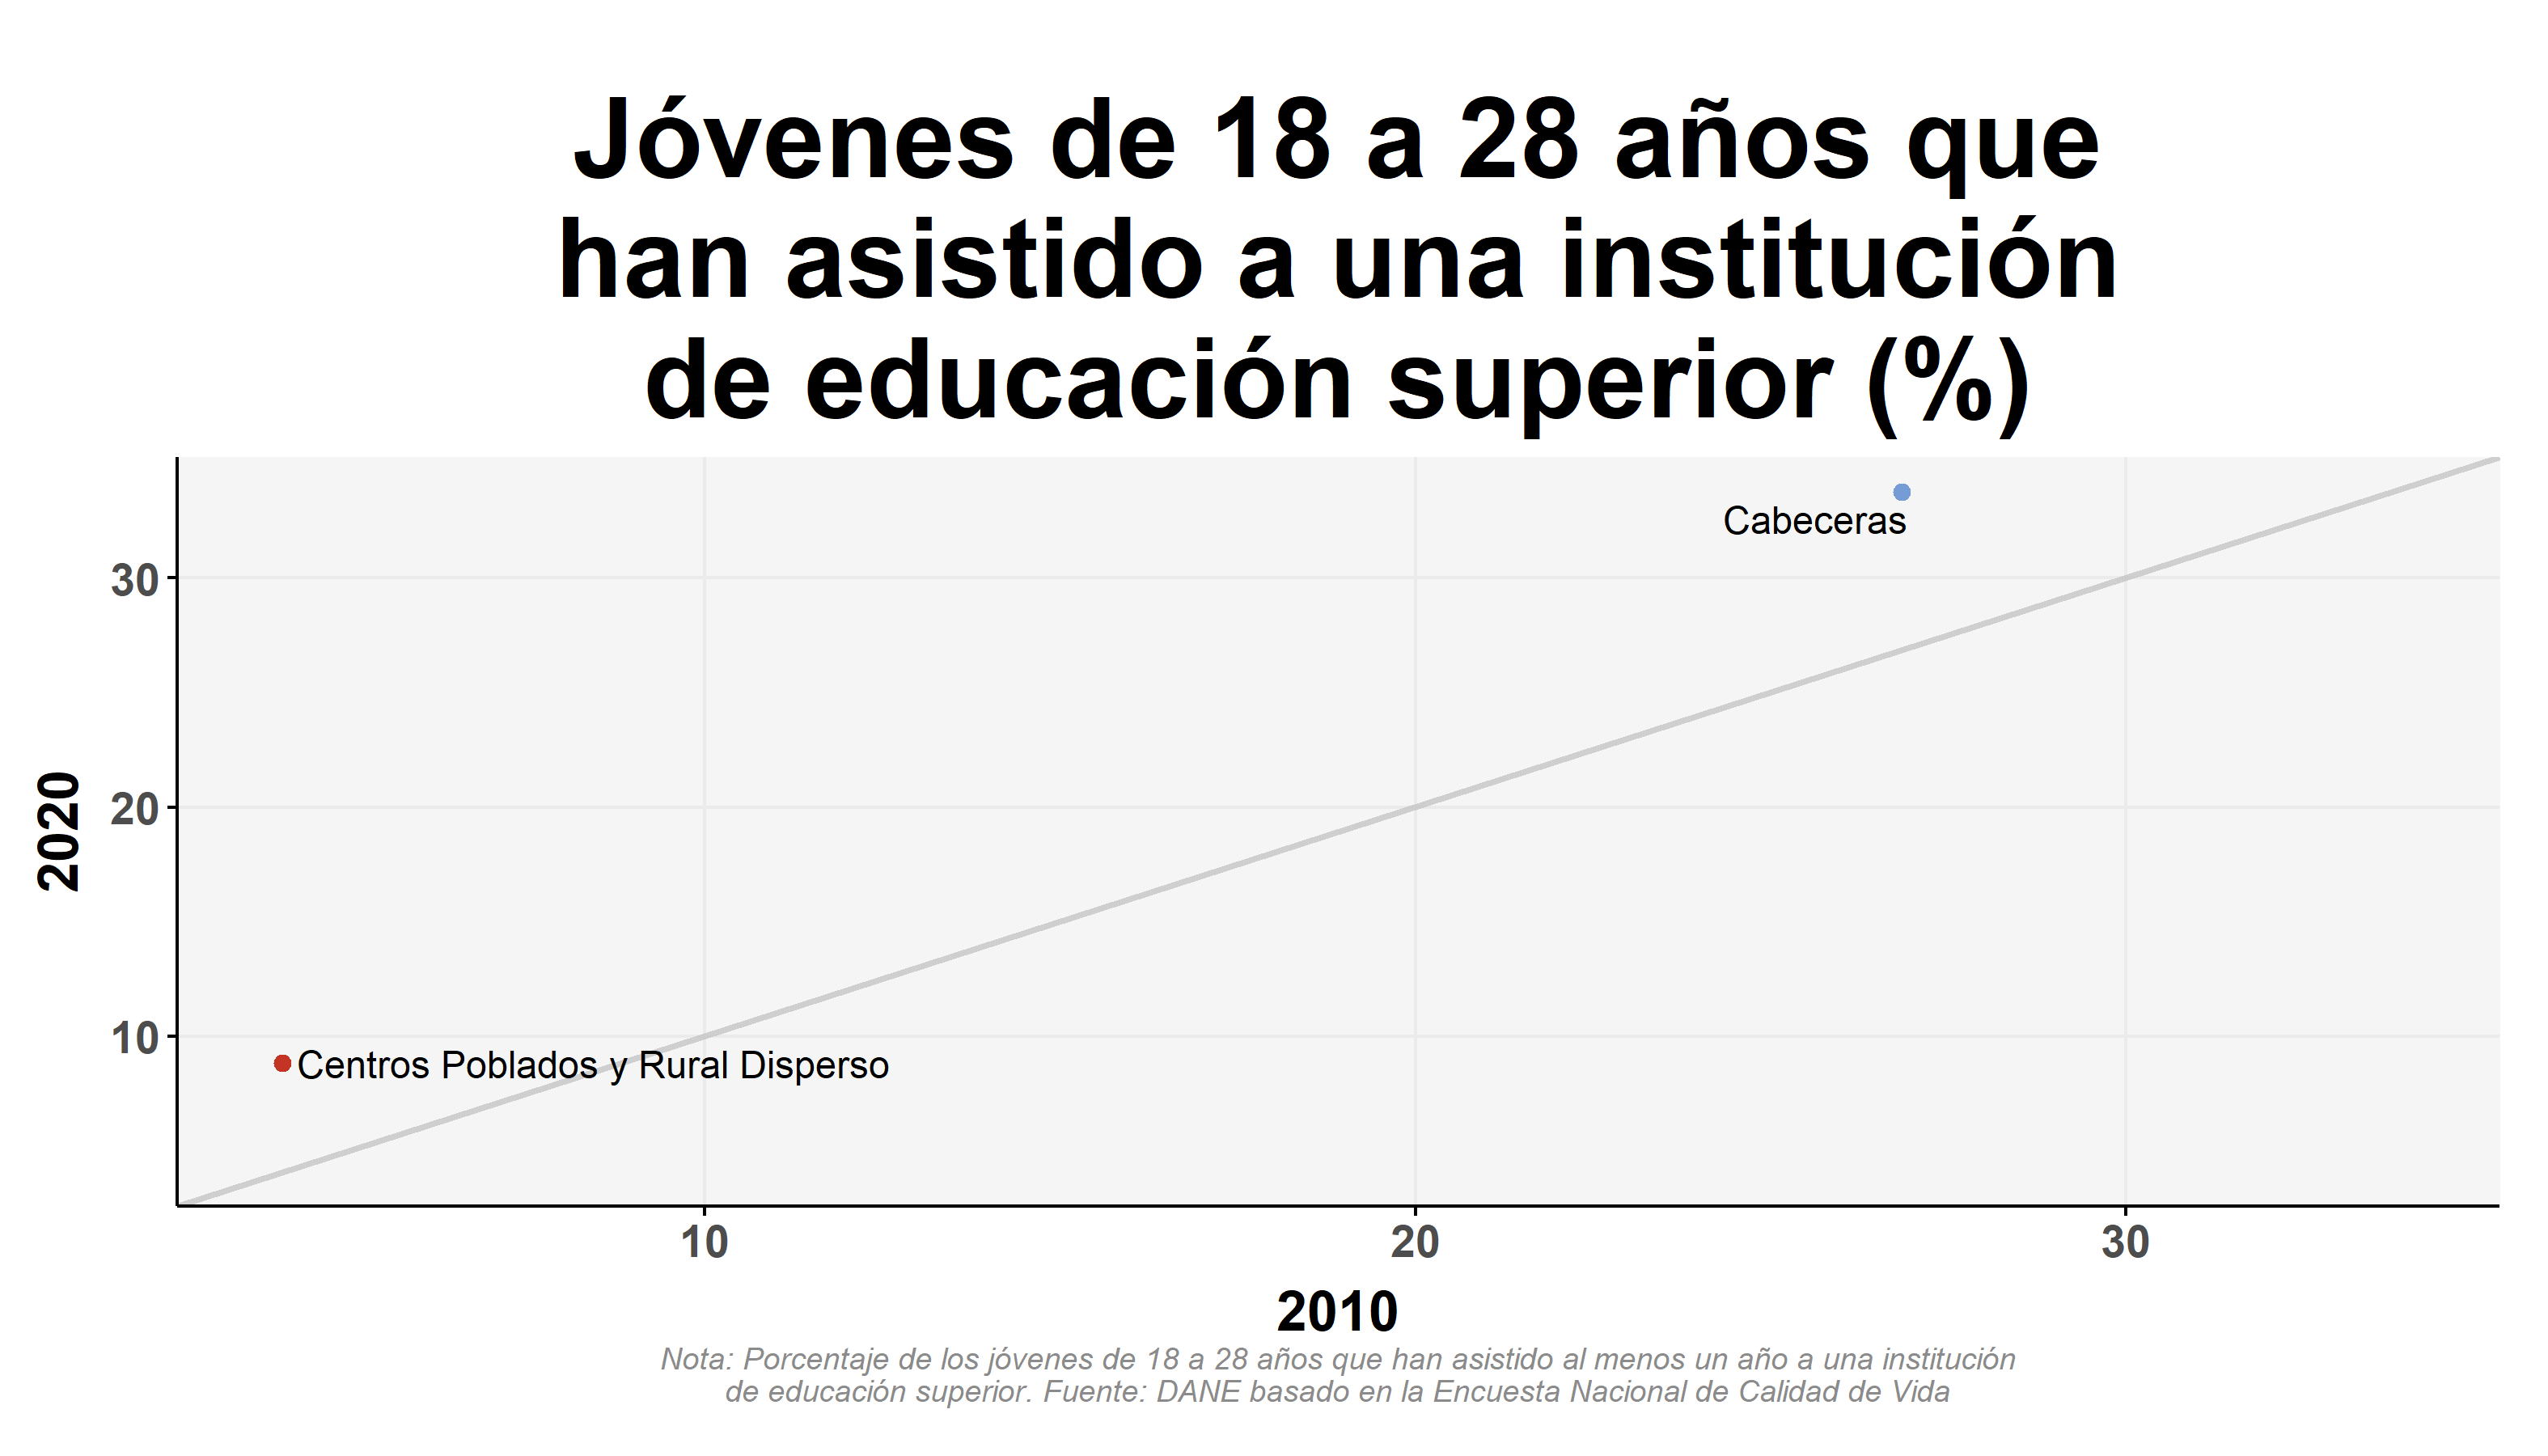 Jóvenes de 18 a 28 años que
han asistido a una institución
de educación superior (%)
Cabeceras
30
20
10
2020
Centros Poblados y Rural Disperso
10
20
30
2010
Nota: Porcentaje de los jóvenes de 18 a 28 años que han asistido al menos un año a una institución
de educación superior. Fuente: DANE basado en la Encuesta Nacional de Calidad de Vida